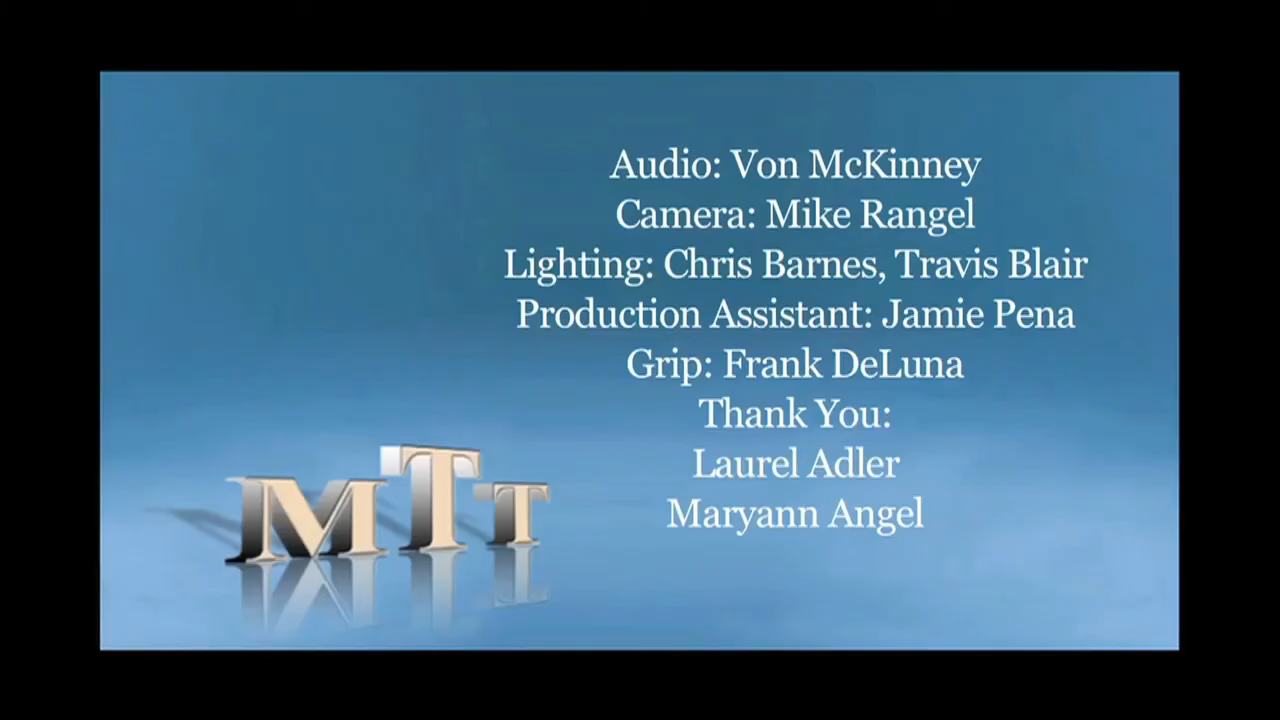 Audio: Von McKinney
Camera: Mike Rangel
Lighting: Chris Barnes, Travis Blair
Production Assistant: Jamie Pena
Grip: Frank DeLuna
Thank You:
Laurel Adler
Maryann Angel
MTT